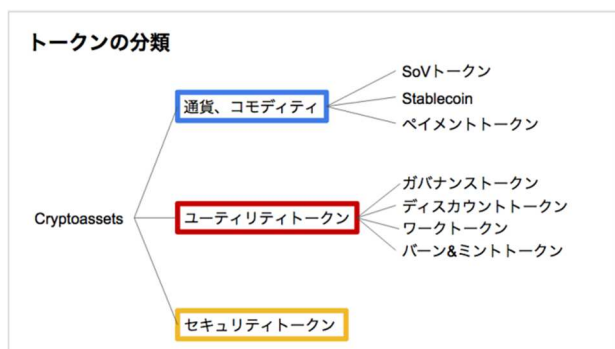 トークンの分類
SoVトークン
通貨、コモディティ
Stablecoin
ペイメントトークン
ガバナンストークン
Cryptoassets
ユーティリティトークン
ディスカウントトークン
ワークトークン
バーン&ミントトークン
セキュリティトークン